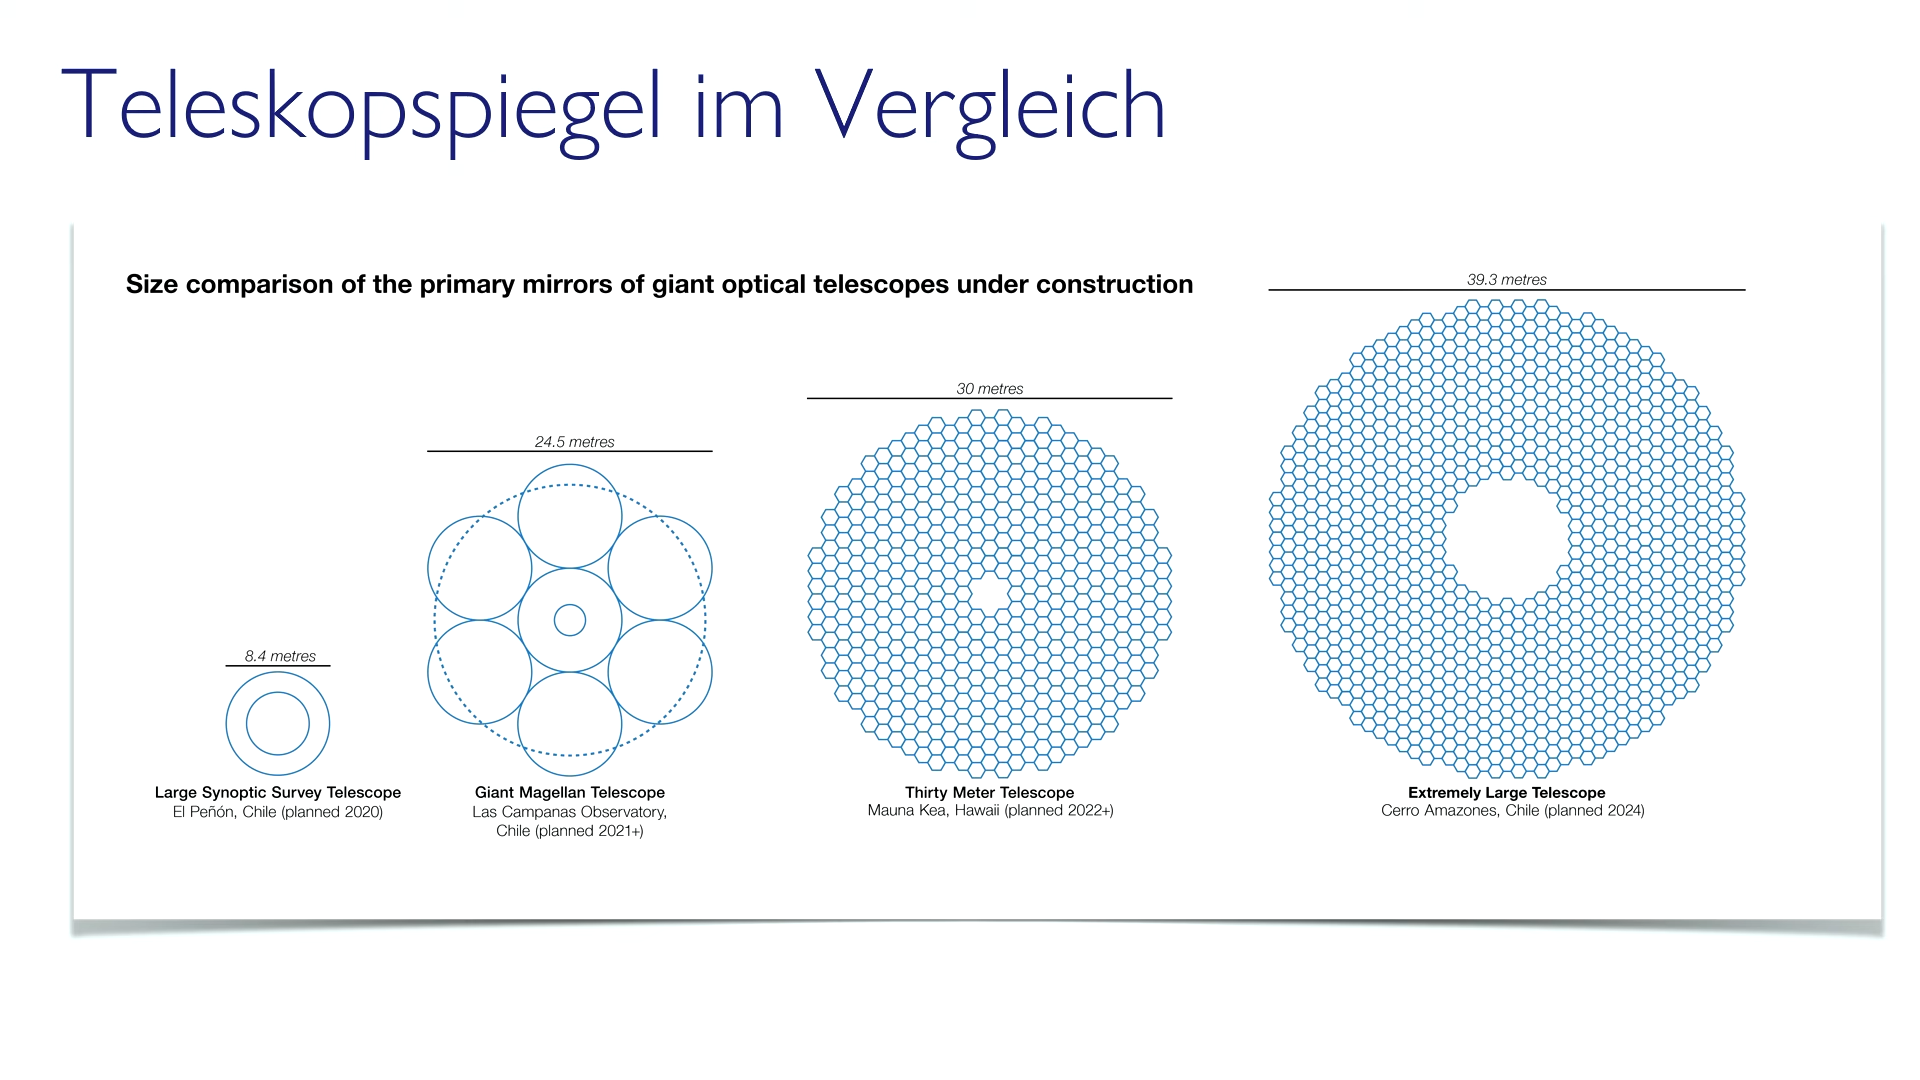 Teleskopspiegel im Vergleich
Size comparison of the primary mirrors of giant optical telescopes under construction
39.3 metres
30 metres
24.5 metres
8.4 metres
Large Synoptic Survey Telescope
El Peñón, Chile (planned 2020)
Giant Magellan Telescope
Las Campanas Observatory,
Chile (planned 2021+)
Thirty Meter Telescope
Mauna Kea, Hawaii (planned 2022+)
Extremely Large Telescope
Cerro Amazones, Chile (planned 2024)